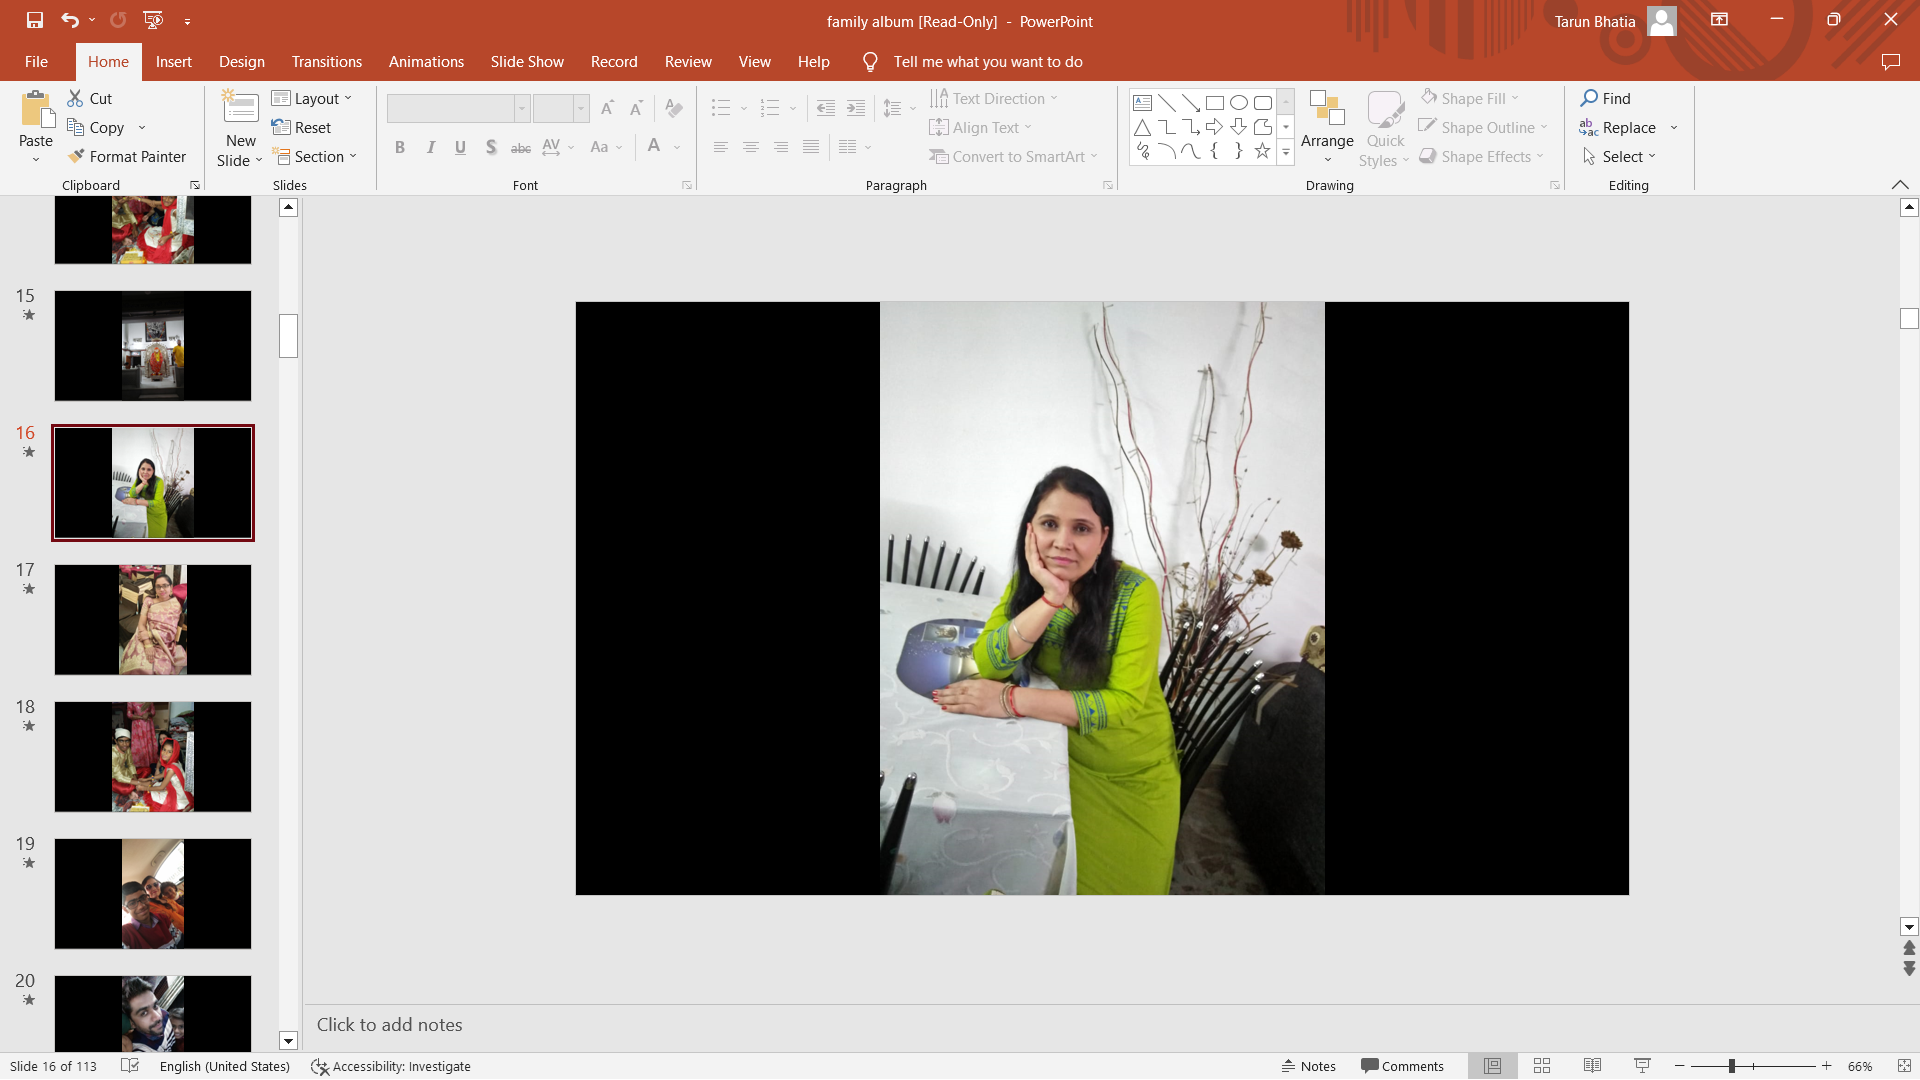 family album [Read-Only] - PowerPoint
Tarun Bhatia
File Home Insert Design Transitions Animations Slide Show Record Review View Help Tell me what you want to do
Paste
Cut
Copy
Format Painter
Clipboard
New Slide
Layout
Reset
Section
Slides
B I U S abc AV Aa A
Font
Text Direction
Align Text
Convert to SmartArt
Paragraph
Arrange
Quick Styles
Shape Fill
Shape Outline
Shape Effects
Drawing
Find
Replace
Select
Editing
15
16
17
18
19
20
Click to add notes
Slide 16 of 113 English (United States) Accessibility: Investigate Notes Comments 66%